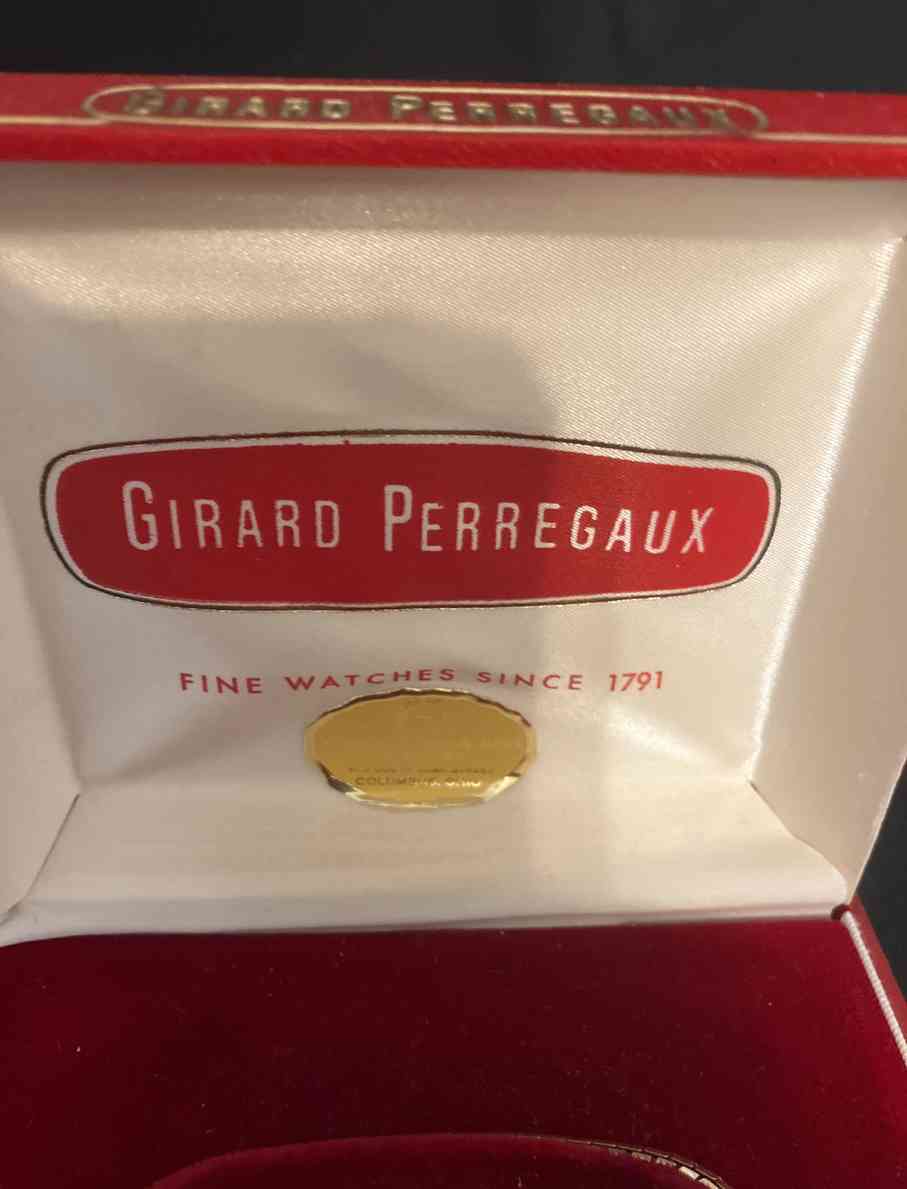 GIRARD PERREGAUX
GIRARD PERREGAUX
FINE WATCHES SINCE 1791
COLUMBUS, OHIO